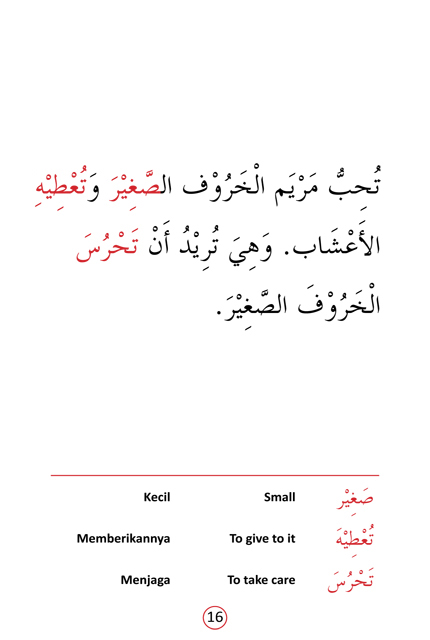 تُحِبُّ مَرْيَم الْخَرُوْف الصَّغِيْرَ وَتُعْطِيْهِ
الأَعْشَاب. وَهِيَ تُرِيْدُ أَنْ تَحْرُسَ
الْخَرُوْفَ الصَّغِيْرَ.
صَغِيْر Small Kecil
تُعْطِيْهَ To give to it Memberikannya
تَحْرُسَ To take care Menjaga
16